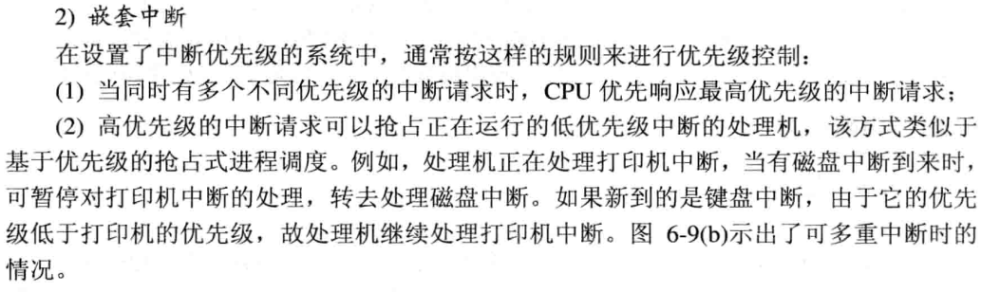 2) 嵌套中断
在设置了中断优先级的系统中，通常按这样的规则来进行优先级控制：
(1) 当同时有多个不同优先级的中断请求时，CPU 优先响应最高优先级的中断请求；
(2) 高优先级的中断请求可以抢占正在运行的低优先级中断的处理机，该方式类似于
基于优先级的抢占式进程调度。例如，处理机正在处理打印机中断，当有磁盘中断到来时，
可暂停对打印机中断的处理，转去处理磁盘中断。如果新到的是键盘中断，由于它的优先
级低于打印机的优先级，故处理机继续处理打印机中断。图 6-9(b)示出了可多重中断时的
情况。